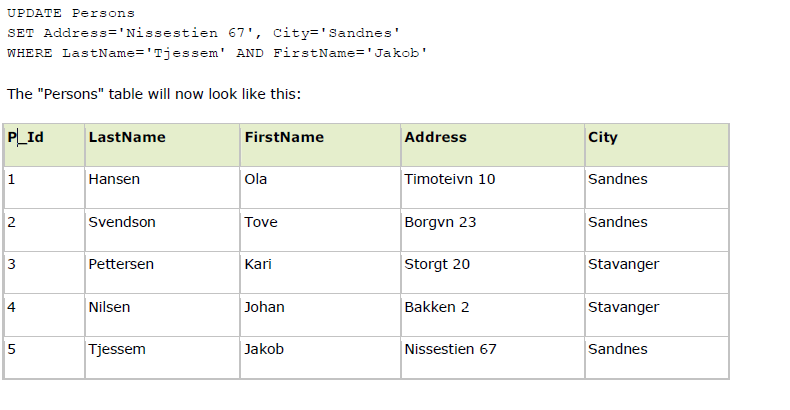 UPDATE Persons
SET Address='Nissestien 67', City='Sandnes'
WHERE LastName='Tjessem' AND FirstName='Jakob'
The "Persons" table will now look like this:
P_Id LastName FirstName Address City
1 Hansen Ola Timoteivn 10 Sandnes
2 Svendson Tove Borgvn 23 Sandnes
3 Pettersen Kari Storgt 20 Stavanger
4 Nilsen Johan Bakken 2 Stavanger
5 Tjessem Jakob Nissestien 67 Sandnes